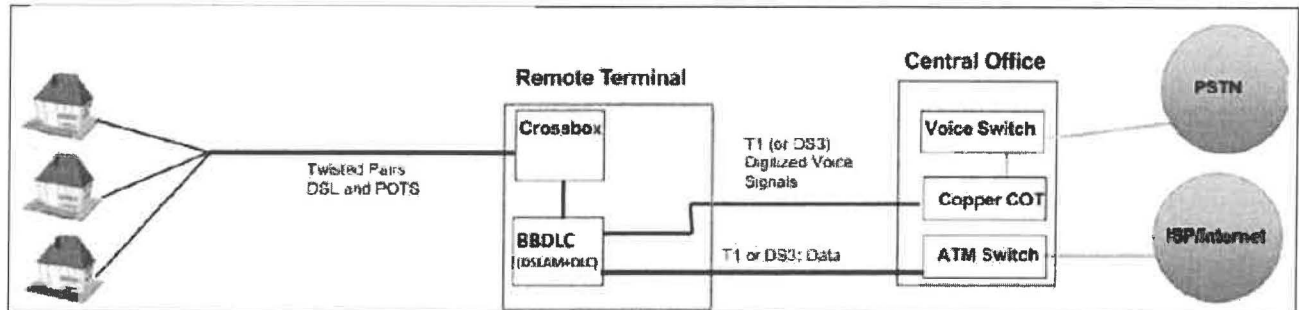 Remote Terminal
Central Office
PSTN
Crossbox
Voice Switch
T1 (or DS3)
Digitized Voice
Signals
Twisted Pairs
DSL and POTS
Copper COT
BBDLC
(DSLAM+DLC)
T1 or DS3; Data
ATM Switch
ISP/Internet